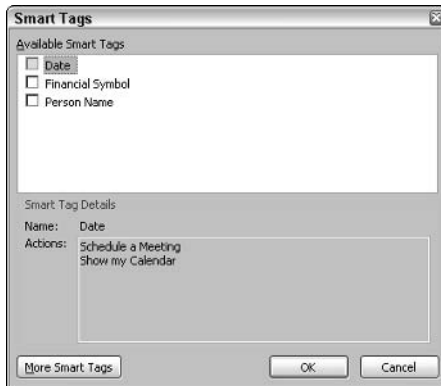 Smart Tags
Available Smart Tags
Date
Financial Symbol
Person Name
Smart Tag Details
Name: Date
Actions: Schedule a Meeting
Show my Calendar
More Smart Tags OK Cancel